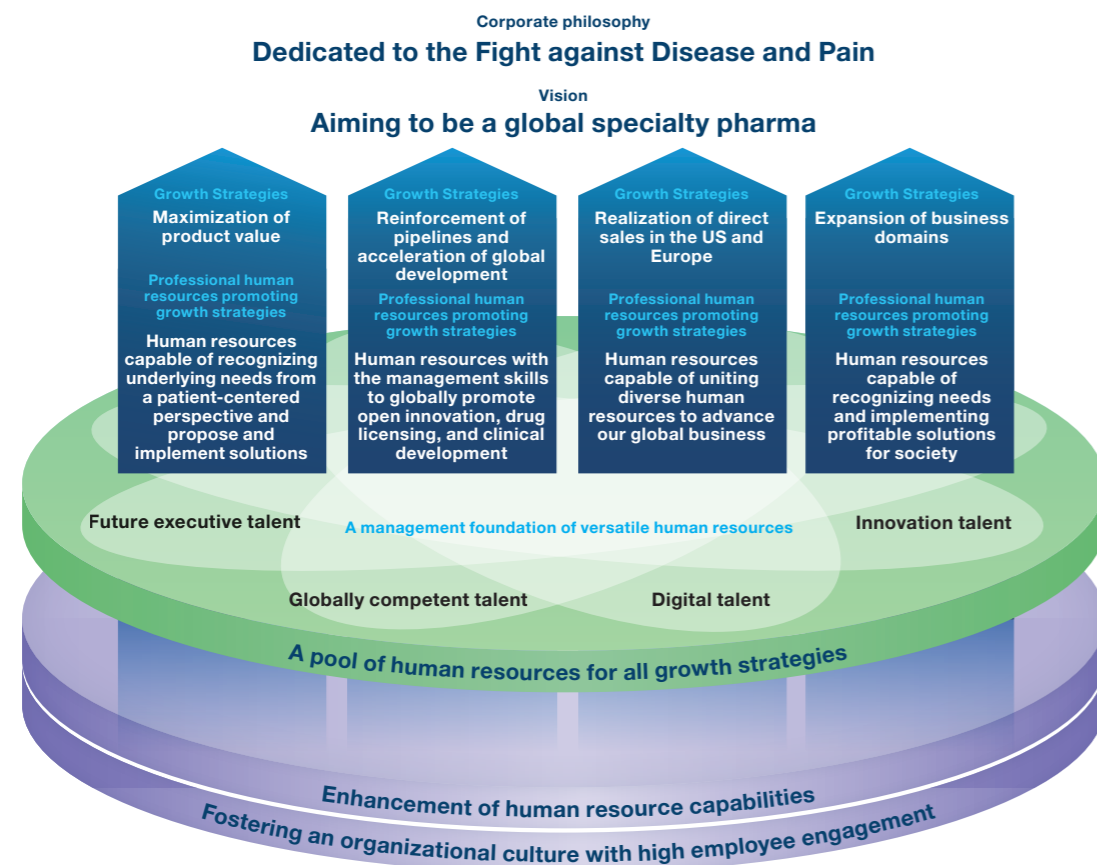 Corporate philosophy
Dedicated to the Fight against Disease and Pain
Vision
Aiming to be a global specialty pharma
Growth Strategies
Maximization of
product value
Professional human
resources promoting
growth strategies
Human resources
capable of recognizing
underlying needs from
a patient-centered
perspective and
propose and
implement solutions
Growth Strategies
Reinforcement of
pipelines and
acceleration of global
development
Professional human
resources promoting
growth strategies
Human resources with
the management skills
to globally promote
open innovation, drug
licensing, and clinical
development
Growth Strategies
Realization of direct
sales in the US and
Europe
Professional human
resources promoting
growth strategies
Human resources
capable of uniting
diverse human
resources to advance
our global business
Growth Strategies
Expansion of business
domains
Professional human
resources promoting
growth strategies
Human resources
capable of
recognizing needs
and implementing
profitable solutions
for society
Future executive talent
A management foundation of versatile human resources
Innovation talent
Globally competent talent
Digital talent
A pool of human resources for all growth strategies
Enhancement of human resource capabilities
Fostering an organizational culture with high employee engagement